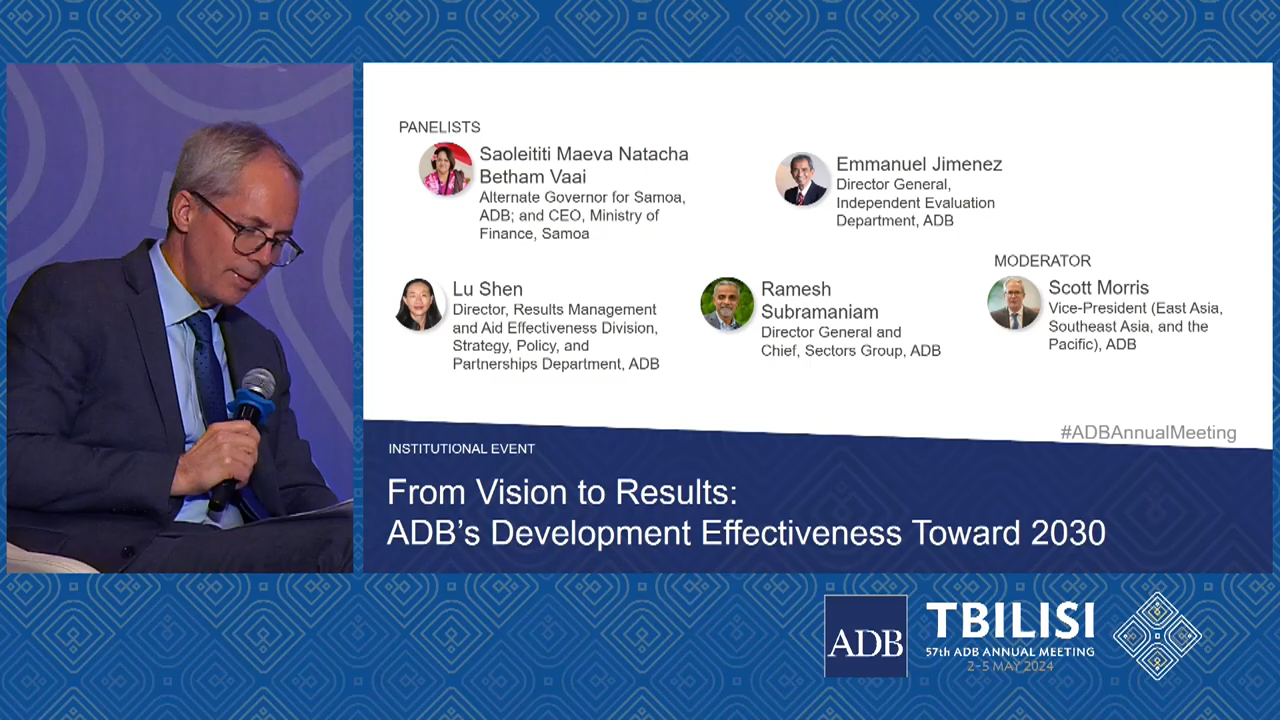 PANELISTS
Saoleititi Maeva Natacha
Betham Vaai
Alternate Governor for Samoa,
ADB; and CEO, Ministry of
Finance, Samoa
Emmanuel Jimenez
Director General,
Independent Evaluation
Department, ADB
Lu Shen
Director, Results Management
and Aid Effectiveness Division,
Strategy, Policy, and
Partnerships Department, ADB
Ramesh
Subramaniam
Director General and
Chief, Sectors Group, ADB
MODERATOR
Scott Morris
Vice-President (East Asia,
Southeast Asia, and the
Pacific), ADB
#ADBAnnualMeeting
INSTITUTIONAL EVENT
From Vision to Results:
ADB's Development Effectiveness Toward 2030
ADB
TBILISI
57th ADB ANNUAL MEETING
2–5 MAY 2024